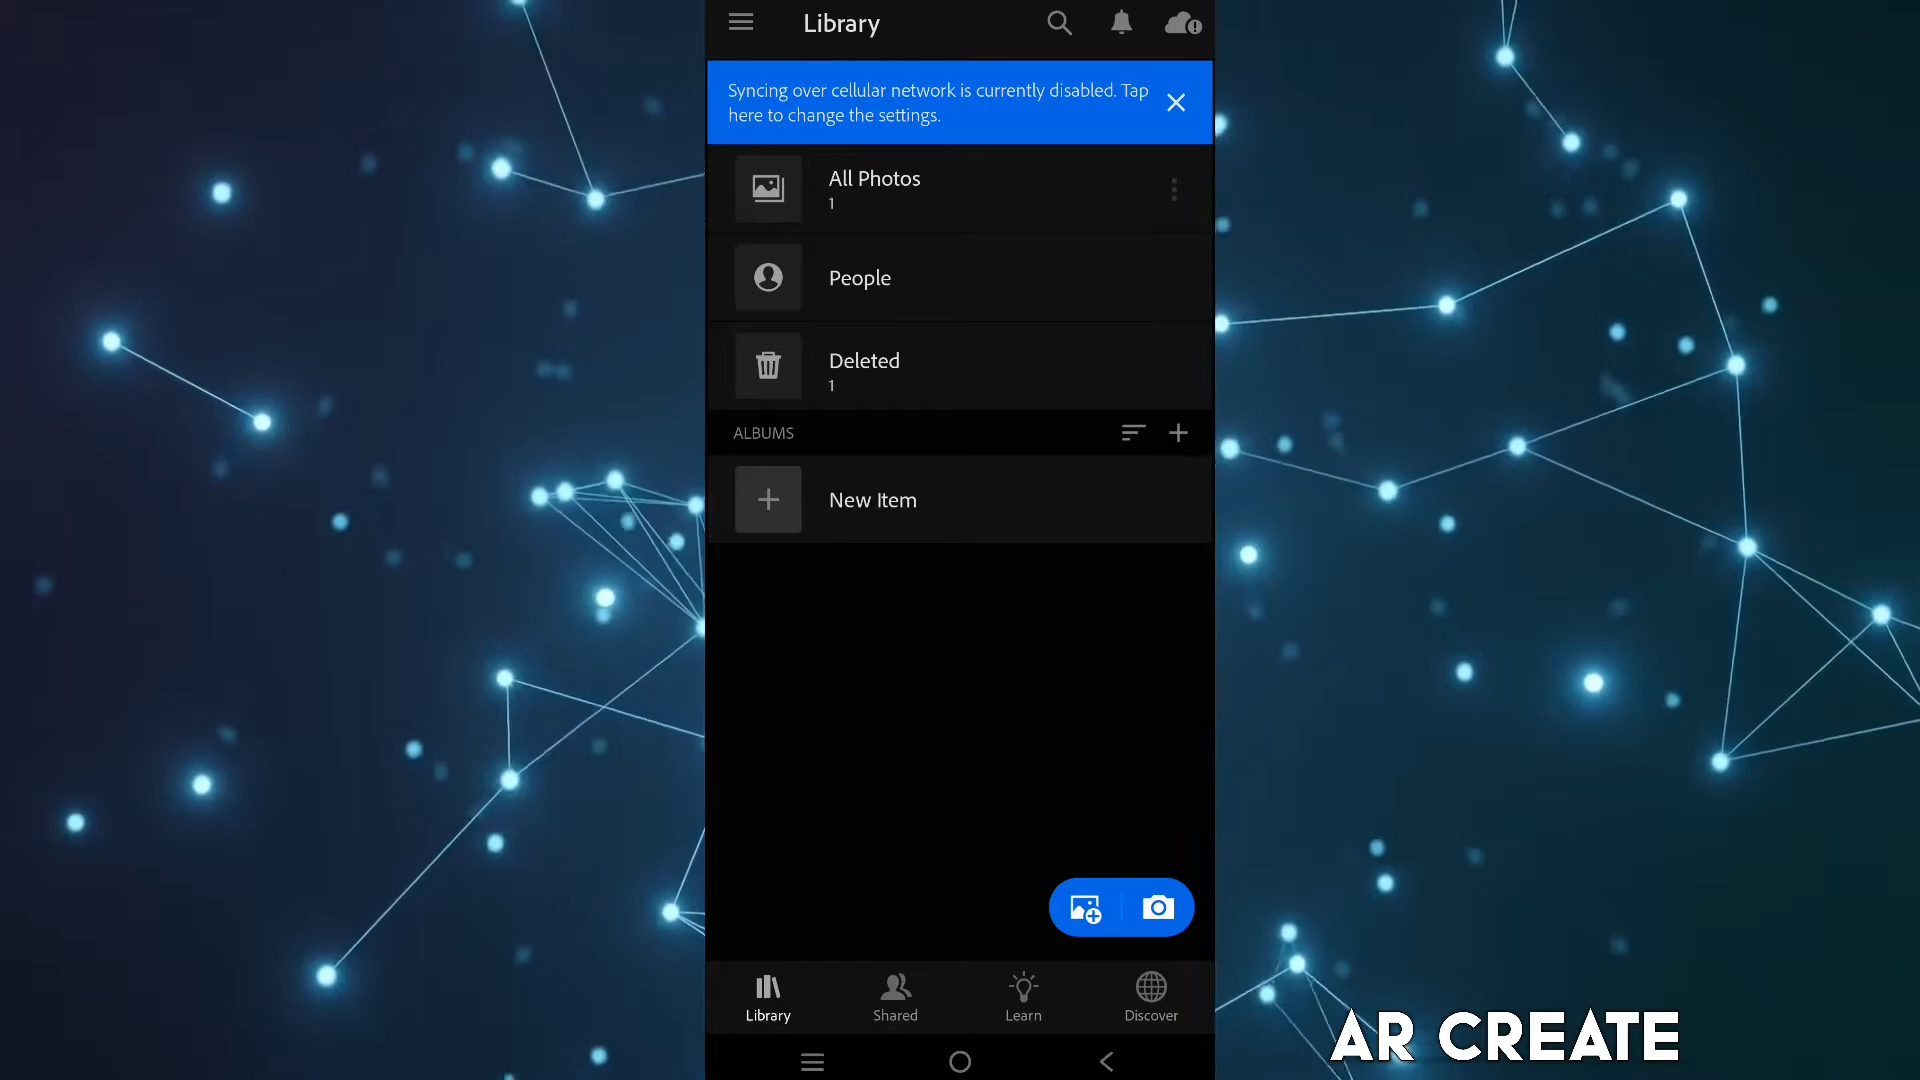 Library
Syncing over cellular network is currently disabled. Tap
here to change the settings.
All Photos
1
People
Deleted
1
ALBUMS
New Item
Library
Shared
Learn
Discover
AR CREATE